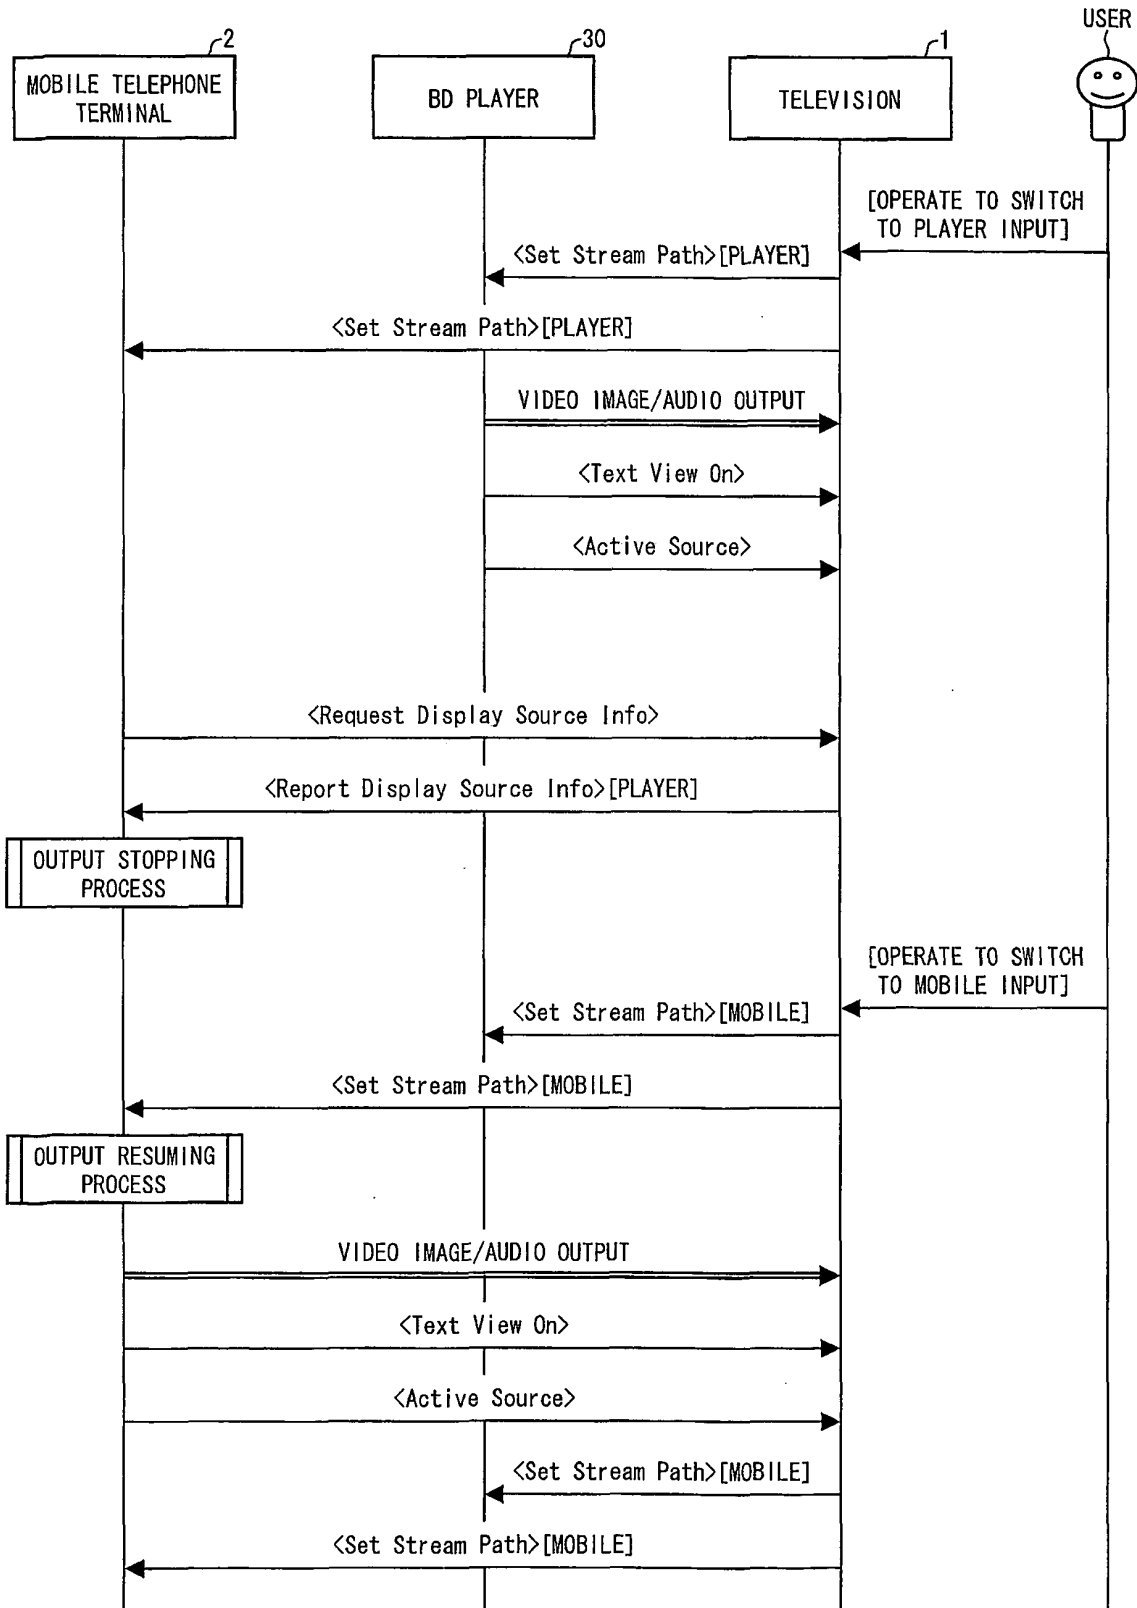 USER
2
30
1
MOBILE TELEPHONE
TERMINAL
BD PLAYER
TELEVISION
[OPERATE TO SWITCH
TO PLAYER INPUT]
<Set Stream Path>[PLAYER]
<Set Stream Path>[PLAYER]
VIDEO IMAGE/AUDIO OUTPUT
<Text View On>
<Active Source>
<Request Display Source Info>
<Report Display Source Info>[PLAYER]
OUTPUT STOPPING
PROCESS
[OPERATE TO SWITCH
TO MOBILE INPUT]
<Set Stream Path>[MOBILE]
<Set Stream Path>[MOBILE]
OUTPUT RESUMING
PROCESS
VIDEO IMAGE/AUDIO OUTPUT
<Text View On>
<Active Source>
<Set Stream Path>[MOBILE]
<Set Stream Path>[MOBILE]